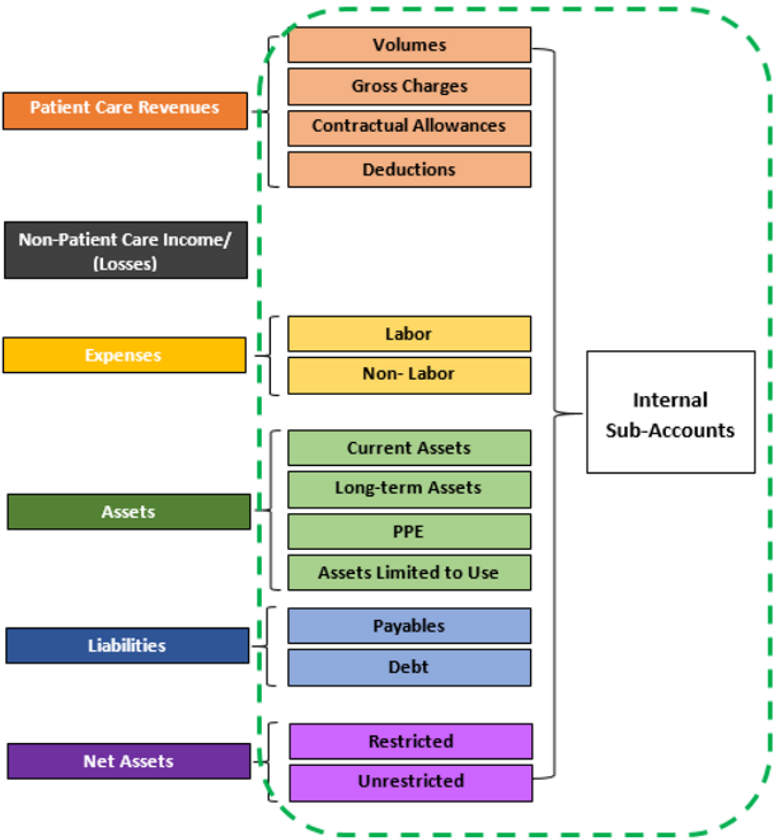 Patient Care Revenues
Volumes
Gross Charges
Contractual Allowances
Deductions
Non-Patient Care Income/
(Losses)
Expenses
Labor
Non- Labor
Assets
Current Assets
Long-term Assets
PPE
Assets Limited to Use
Liabilities
Payables
Debt
Net Assets
Restricted
Unrestricted
Internal
Sub-Accounts